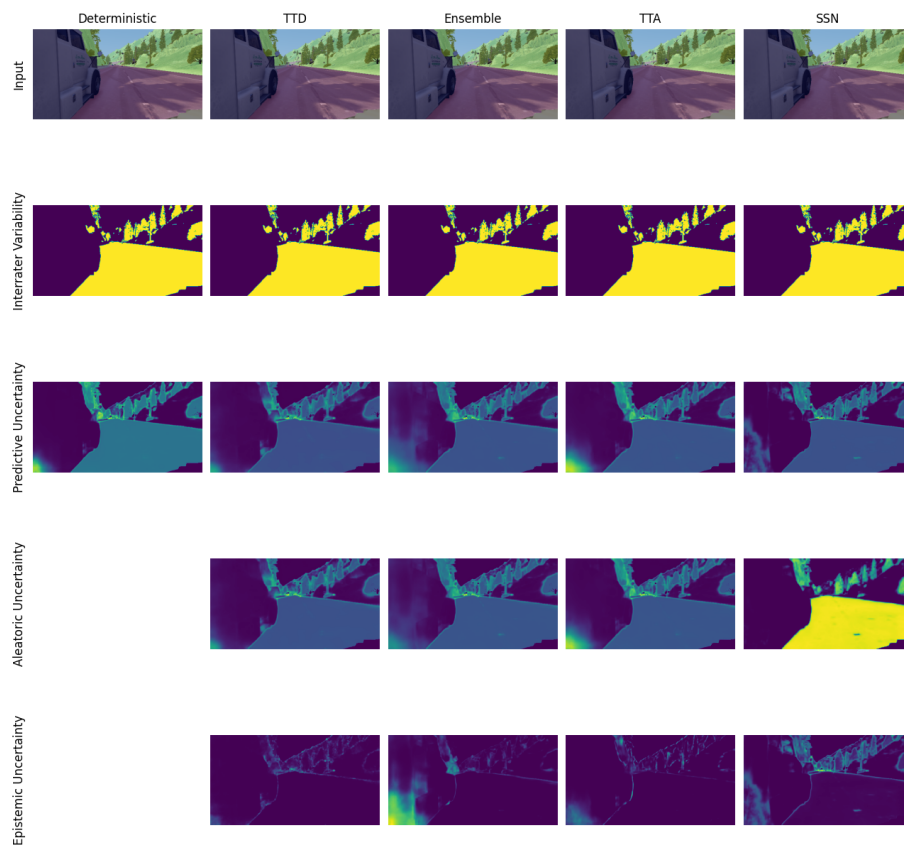 Deterministic
TTD
Ensemble
TTA
SSN
Input
Interrater Variability
Predictive Uncertainty
Aleatoric Uncertainty
Epistemic Uncertainty